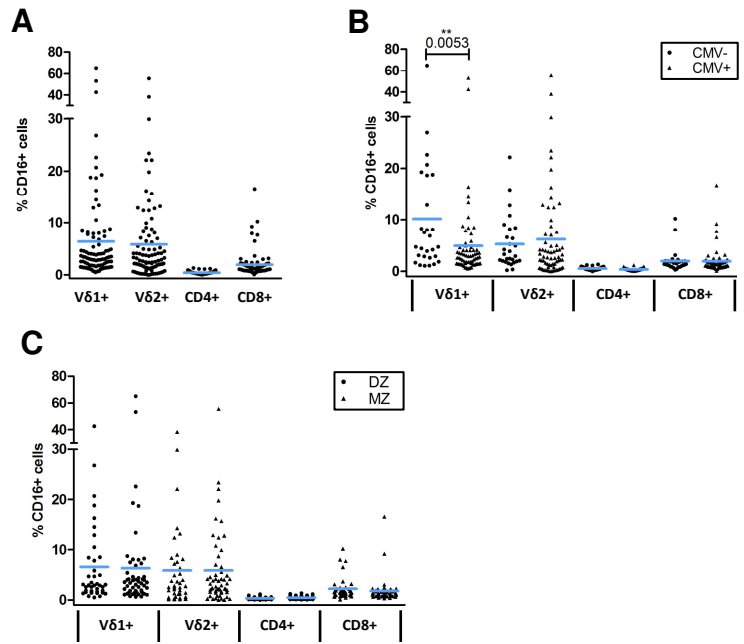 A
80
60
40
30
20
10
0
% CD16+ cells
Vδ1+ Vδ2+ CD4+ CD8+
B
**
0.0053
CMV-
CMV+
80
60
40
30
20
10
0
% CD16+ cells
Vδ1+ Vδ2+ CD4+ CD8+
C
DZ
MZ
80
60
40
30
20
10
0
% CD16+ cells
Vδ1+ Vδ2+ CD4+ CD8+